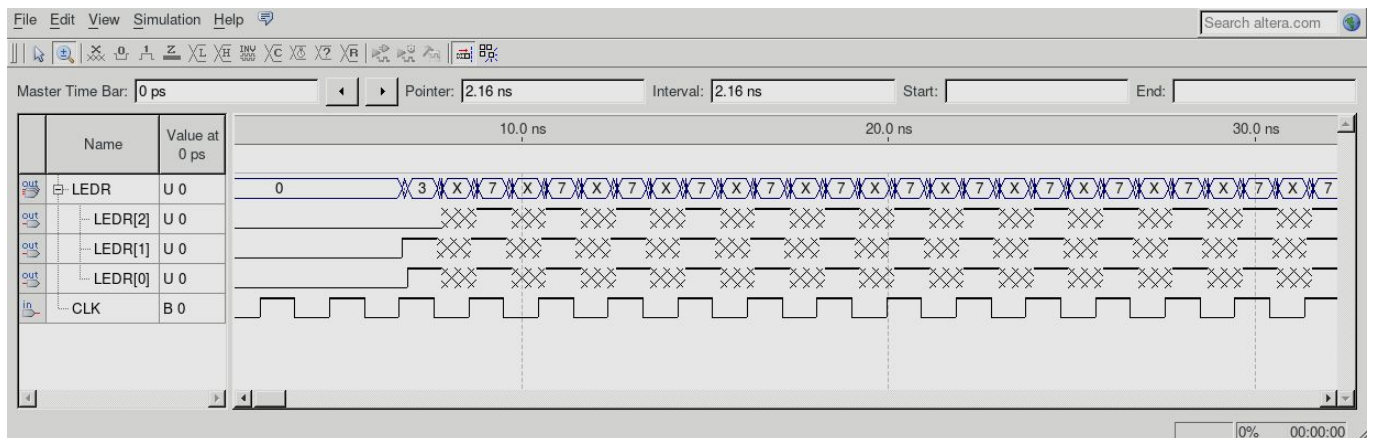 File Edit View Simulation Help
Search altera.com
Master Time Bar: 0 ps Pointer: 2.16 ns Interval: 2.16 ns Start: End:
Name Value at 0 ps 10.0 ns 20.0 ns 30.0 ns
LEDR U 0 0 3 X 7 X 7 X 7 X 7 X 7 X 7 X 7 X 7 X 7 X 7 X 7 X 7 X 7
LEDR[2] U 0
LEDR[1] U 0
LEDR[0] U 0
CLK B 0
0% 00:00:00